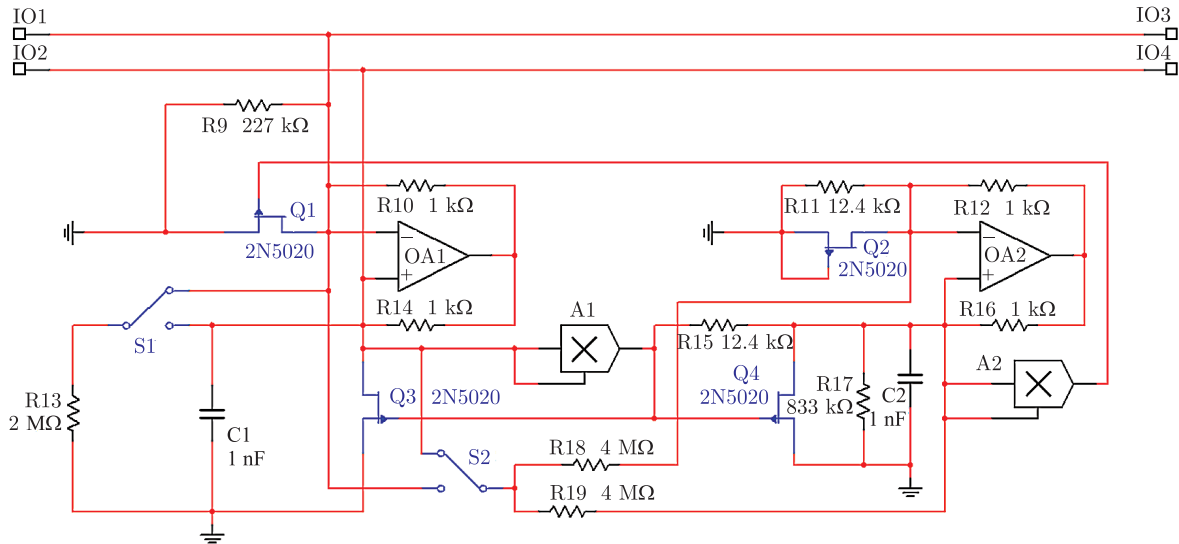 IO1
IO3
IO2
IO4
R9 227 kΩ
Q1
2N5020
R10 1 kΩ
−
OA1
+
R14 1 kΩ
R11 12.4 kΩ
R12 1 kΩ
Q2
2N5020
−
OA2
+
R16 1 kΩ
S1
A1
R15 12.4 kΩ
A2
R13
2 MΩ
C1
1 nF
Q3 2N5020
Q4
2N5020
R17
833 kΩ
C2
1 nF
S2
R18 4 MΩ
R19 4 MΩ